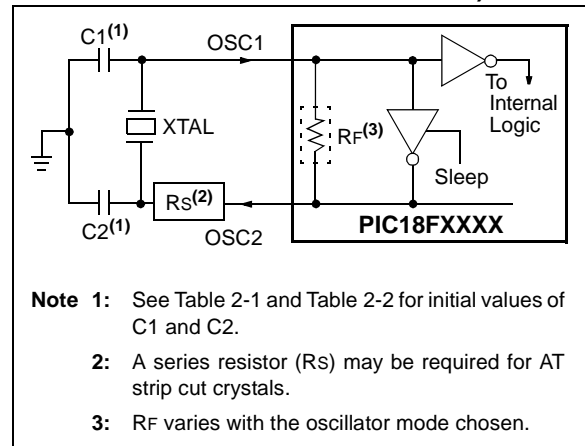 C1(1)
OSC1
To
Internal
Logic
XTAL
RF(3)
Sleep
C2(1)
RS(2)
OSC2
PIC18FXXXX
Note 1: See Table 2-1 and Table 2-2 for initial values of
C1 and C2.
2: A series resistor (RS) may be required for AT
strip cut crystals.
3: RF varies with the oscillator mode chosen.